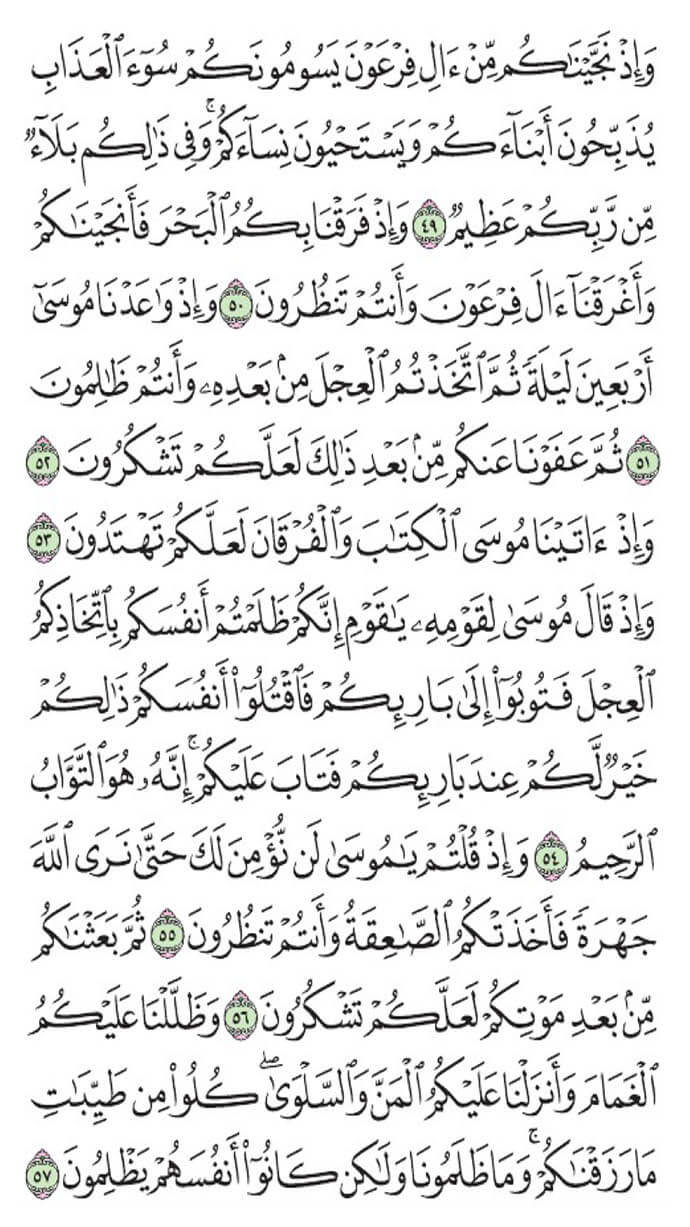 وَإِذْ نَجَّيْنَٰكُم مِّنْ ءَالِ فِرْعَوْنَ يَسُومُونَكُمْ سُوٓءَ ٱلْعَذَابِ
يُذَبِّحُونَ أَبْنَآءَكُمْ وَيَسْتَحْيُونَ نِسَآءَكُمْ ۚ وَفِى ذَٰلِكُم بَلَآءٌ
مِّن رَّبِّكُمْ عَظِيمٌ ٤٩ وَإِذْ فَرَقْنَا بِكُمُ ٱلْبَحْرَ فَأَنجَيْنَٰكُمْ
وَأَغْرَقْنَآ ءَالَ فِرْعَوْنَ وَأَنتُمْ تَنظُرُونَ ٥٠ وَإِذْ وَٰعَدْنَا مُوسَىٰٓ
أَرْبَعِينَ لَيْلَةً ثُمَّ ٱتَّخَذْتُمُ ٱلْعِجْلَ مِنۢ بَعْدِهِۦ وَأَنتُمْ ظَٰلِمُونَ
٥١ ثُمَّ عَفَوْنَا عَنكُم مِّنۢ بَعْدِ ذَٰلِكَ لَعَلَّكُمْ تَشْكُرُونَ ٥٢
وَإِذْ ءَاتَيْنَا مُوسَى ٱلْكِتَٰبَ وَٱلْفُرْقَانَ لَعَلَّكُمْ تَهْتَدُونَ ٥٣
وَإِذْ قَالَ مُوسَىٰ لِقَوْمِهِۦ يَٰقَوْمِ إِنَّكُمْ ظَلَمْتُمْ أَنفُسَكُم بِٱتِّخَاذِكُمُ
ٱلْعِجْلَ فَتُوبُوٓا۟ إِلَىٰ بَارِئِكُمْ فَٱقْتُلُوٓا۟ أَنفُسَكُمْ ذَٰلِكُمْ
خَيْرٌ لَّكُمْ عِندَ بَارِئِكُمْ فَتَابَ عَلَيْكُمْ ۚ إِنَّهُۥ هُوَ ٱلتَّوَّابُ
ٱلرَّحِيمُ ٥٤ وَإِذْ قُلْتُمْ يَٰمُوسَىٰ لَن نُّؤْمِنَ لَكَ حَتَّىٰ نَرَى ٱللَّهَ
جَهْرَةً فَأَخَذَتْكُمُ ٱلصَّٰعِقَةُ وَأَنتُمْ تَنظُرُونَ ٥٥ ثُمَّ بَعَثْنَٰكُم
مِّنۢ بَعْدِ مَوْتِكُمْ لَعَلَّكُمْ تَشْكُرُونَ ٥٦ وَظَلَّلْنَا عَلَيْكُمُ
ٱلْغَمَامَ وَأَنزَلْنَا عَلَيْكُمُ ٱلْمَنَّ وَٱلسَّلْوَىٰ ۖ كُلُوا۟ مِن طَيِّبَٰتِ
مَا رَزَقْنَٰكُمْ ۚ وَمَا ظَلَمُونَا وَلَٰكِن كَانُوٓا۟ أَنفُسَهُمْ يَظْلِمُونَ ٥٧